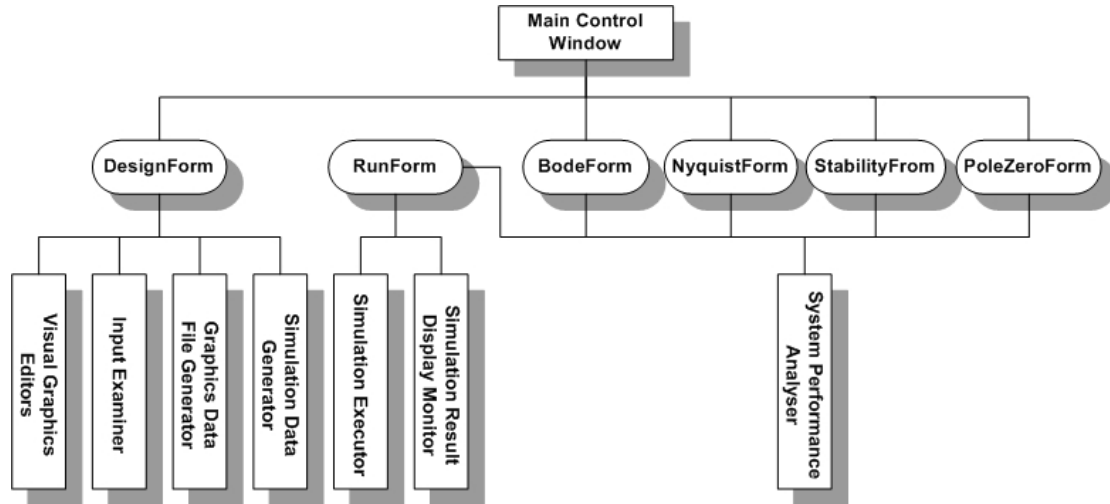 Main Control
Window
DesignForm
RunForm
BodeForm
NyquistForm
StabilityFrom
PoleZeroForm
Visual Graphics
Editors
Input Examiner
Graphics Data
File Generator
Simulation Data
Generator
Simulation Executor
Simulation Result
Display Monitor
System Performance
Analyser